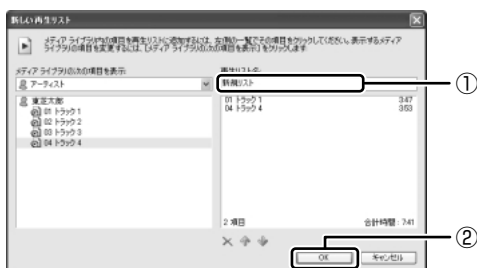 新しい再生リスト
メディア ライブラリ内の項目を再生リストに追加するには、左側の一覧でその項目をクリックしてください。表示するメディア
ライブラリの項目を変更するには、[メディア ライブラリの次の項目を表示] をクリックします
メディア ライブラリの次の項目を表示:
再生リスト名:
アーティスト
新規リスト
①
東芝太郎
01 トラック 1
02 トラック 2
03 トラック 3
04 トラック 4
01 トラック 1 3:47
04 トラック 4 3:53
2 項目
合計時間: 7:41
②
OK
キャンセル